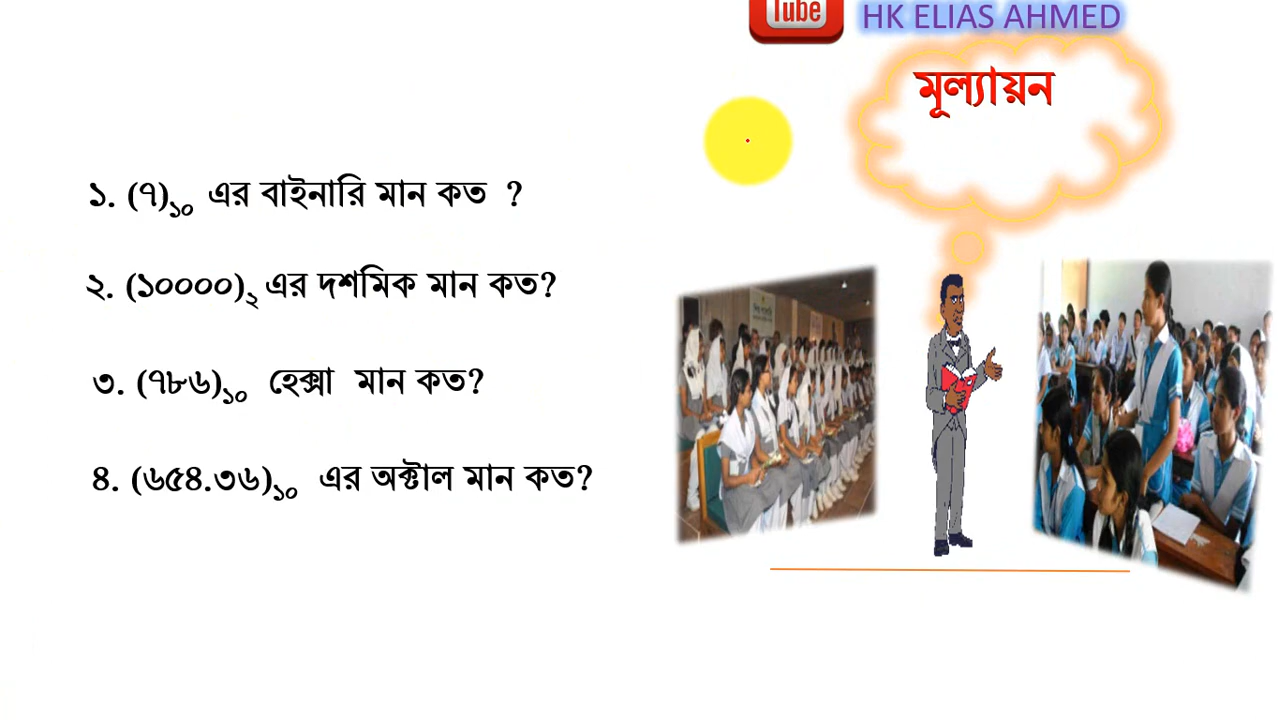 Tube
HK ELIAS AHMED
মূল্যায়ন
১. (৭)১০ এর বাইনারি মান কত ?
২. (১০০০০)২ এর দশমিক মান কত?
৩. (৭৮৬)১০ হেক্সা মান কত?
৪. (৬৫৪.৩৬)১০ এর অক্টাল মান কত?